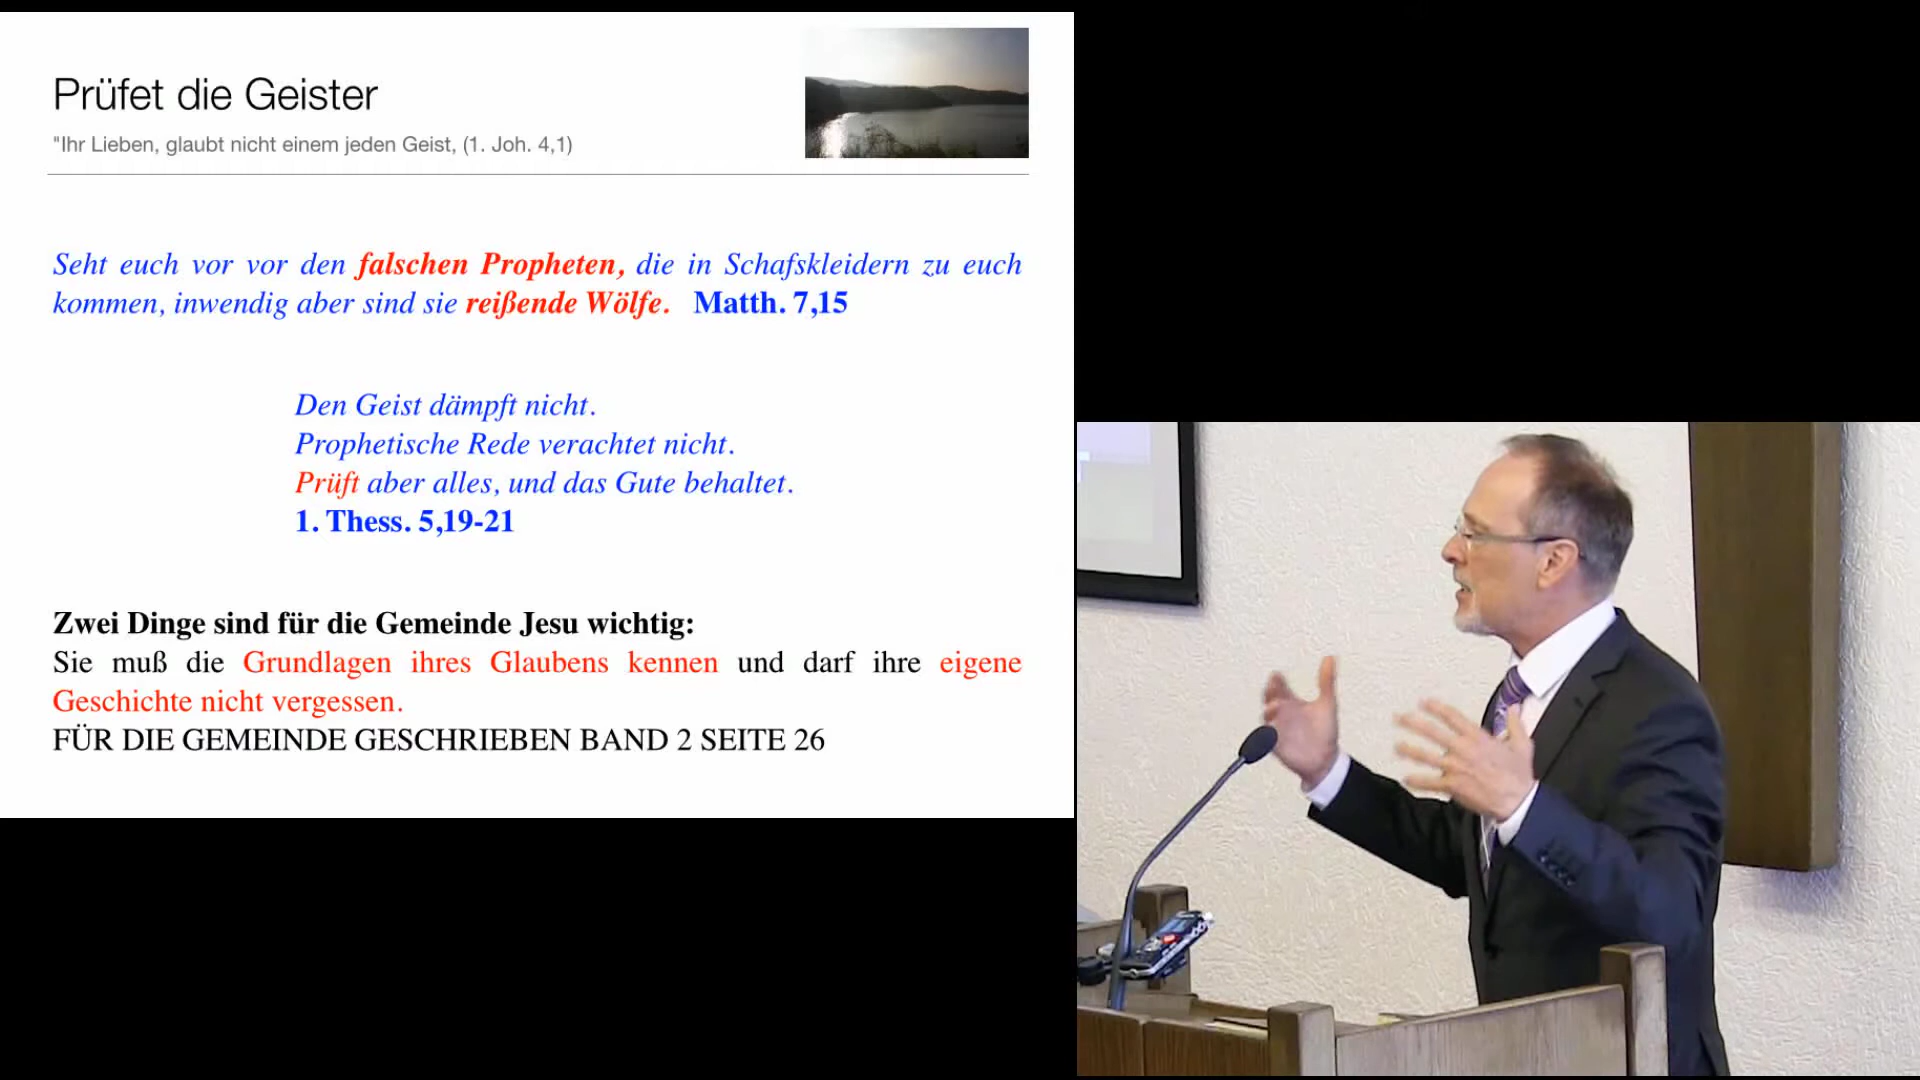 Prüfet die Geister
"Ihr Lieben, glaubt nicht einem jeden Geist, (1. Joh. 4,1)
Seht euch vor vor den falschen Propheten, die in Schafskleidern zu euch
kommen, inwendig aber sind sie reißende Wölfe. Matth. 7,15
Den Geist dämpft nicht.
Prophetische Rede verachtet nicht.
Prüft aber alles, und das Gute behaltet.
1. Thess. 5,19-21
Zwei Dinge sind für die Gemeinde Jesu wichtig:
Sie muß die Grundlagen ihres Glaubens kennen und darf ihre eigene
Geschichte nicht vergessen.
FÜR DIE GEMEINDE GESCHRIEBEN BAND 2 SEITE 26